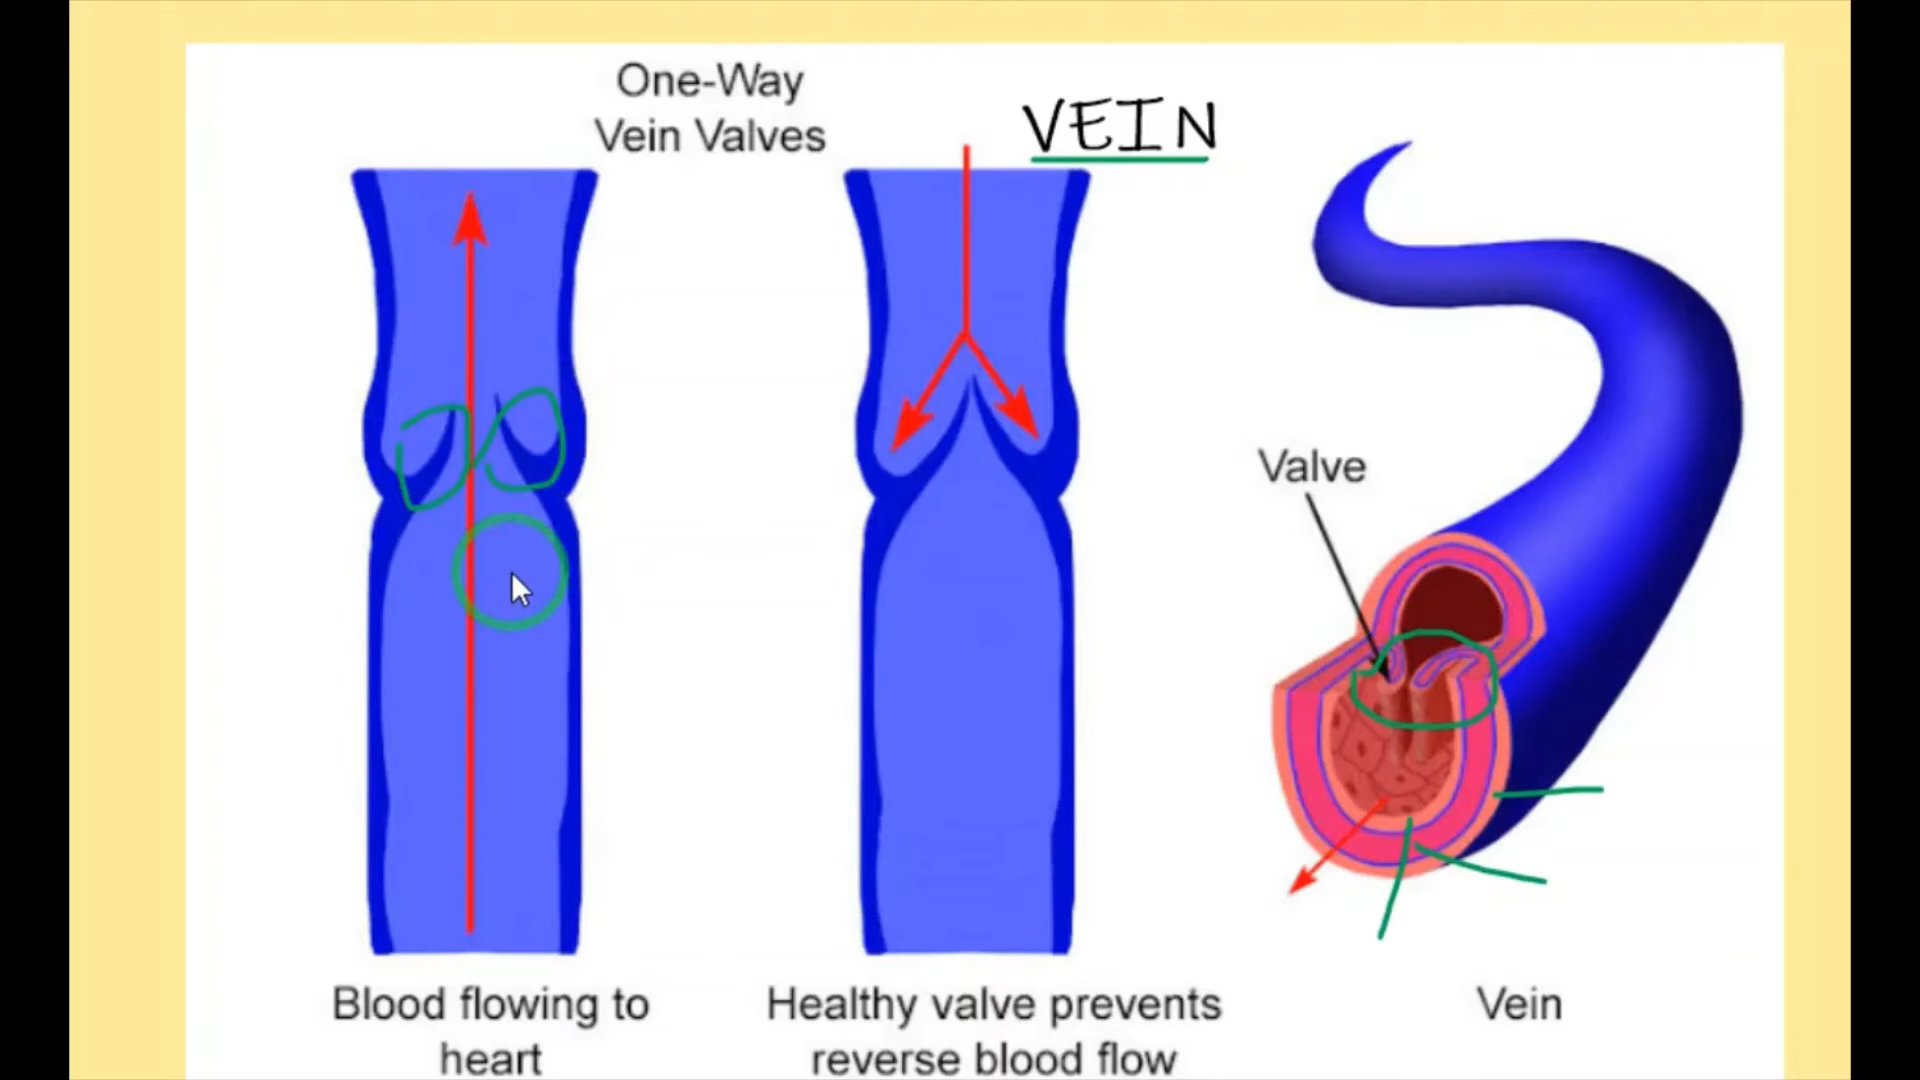 One-Way
Vein Valves
VEIN
Valve
Blood flowing to
heart
Healthy valve prevents
reverse blood flow
Vein